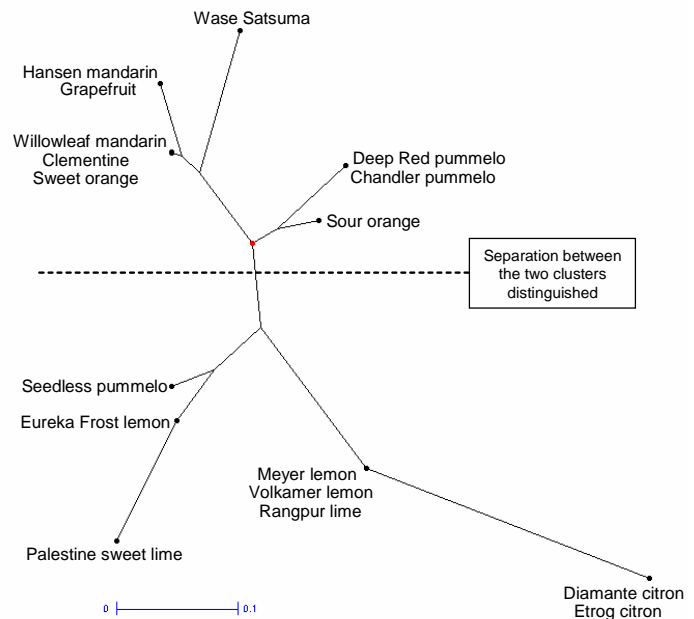 Wase Satsuma
Hansen mandarin
Grapefruit
Willowleaf mandarin
Clementine
Sweet orange
Deep Red pummelo
Chandler pummelo
Sour orange
Separation between
the two clusters
distinguished
Seedless pummelo
Eureka Frost lemon
Meyer lemon
Volkamer lemon
Rangpur lime
Palestine sweet lime
Diamante citron
Etrog citron
0 0.1